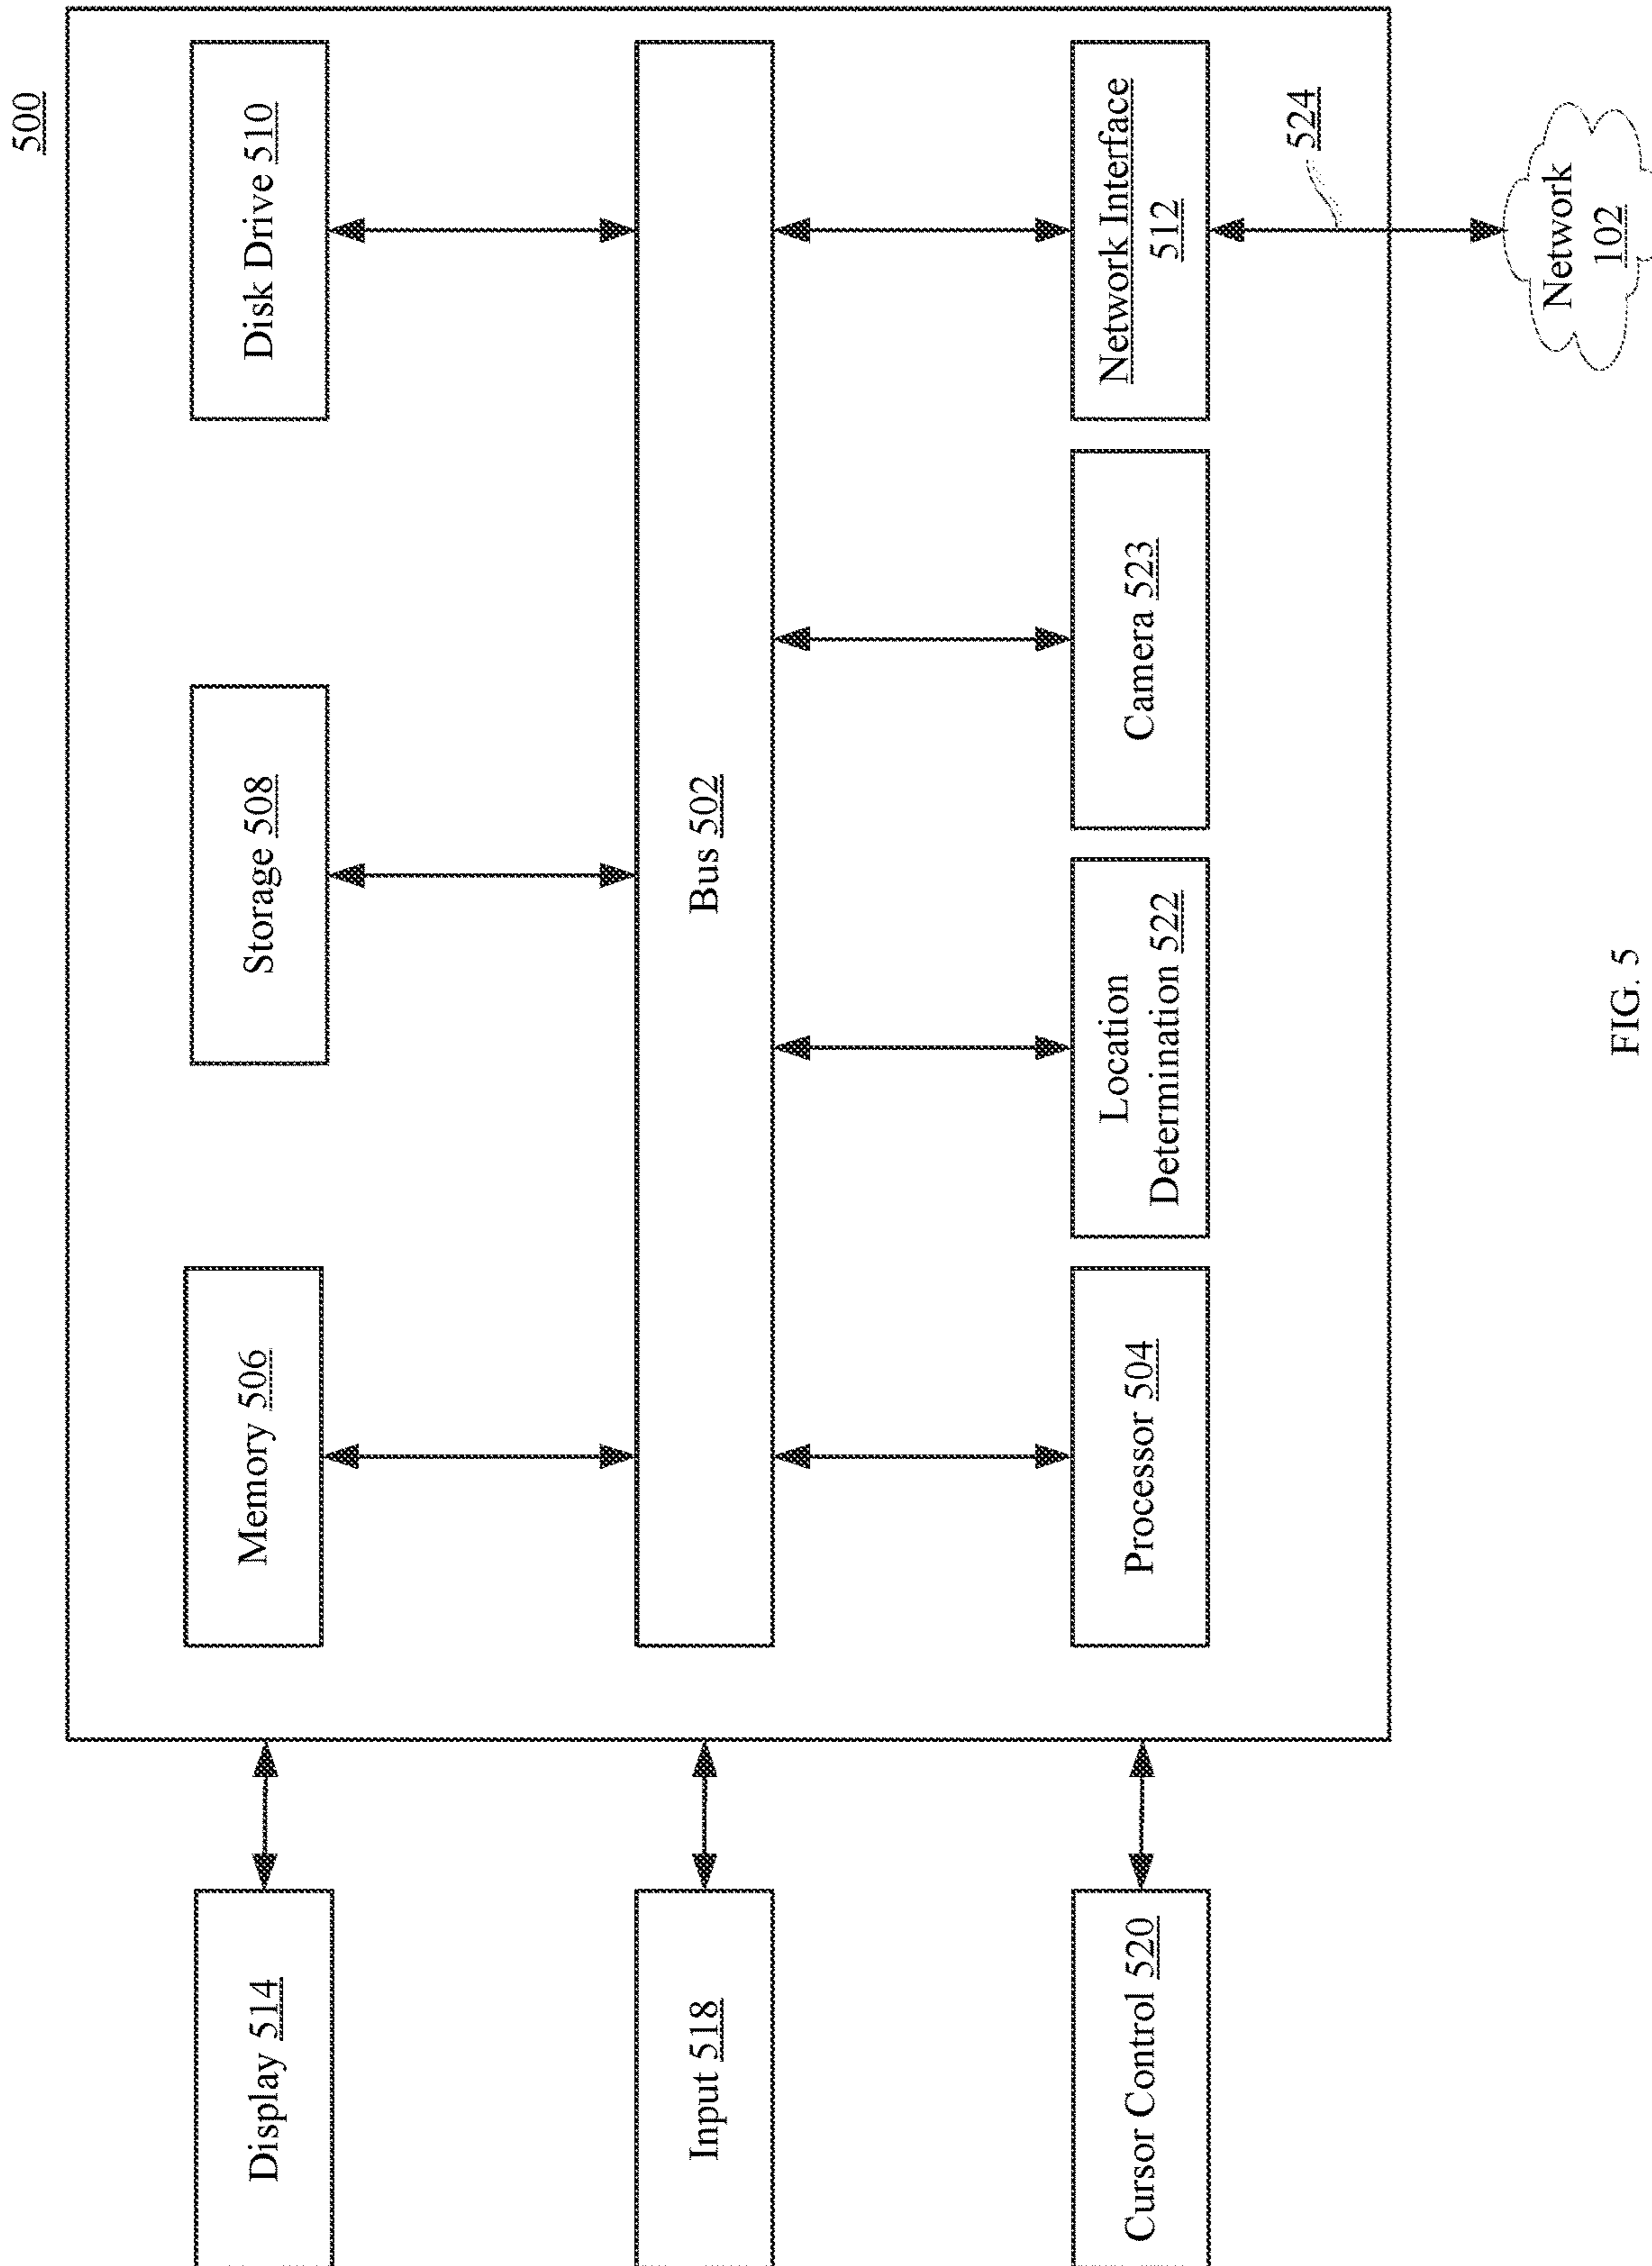 500
Display 514
Memory 506
Storage 508
Disk Drive 510
Input 518
Bus 502
Cursor Control 520
Processor 504
Location
Determination 522
Camera 523
Network Interface
512
524
Network
102
FIG. 5